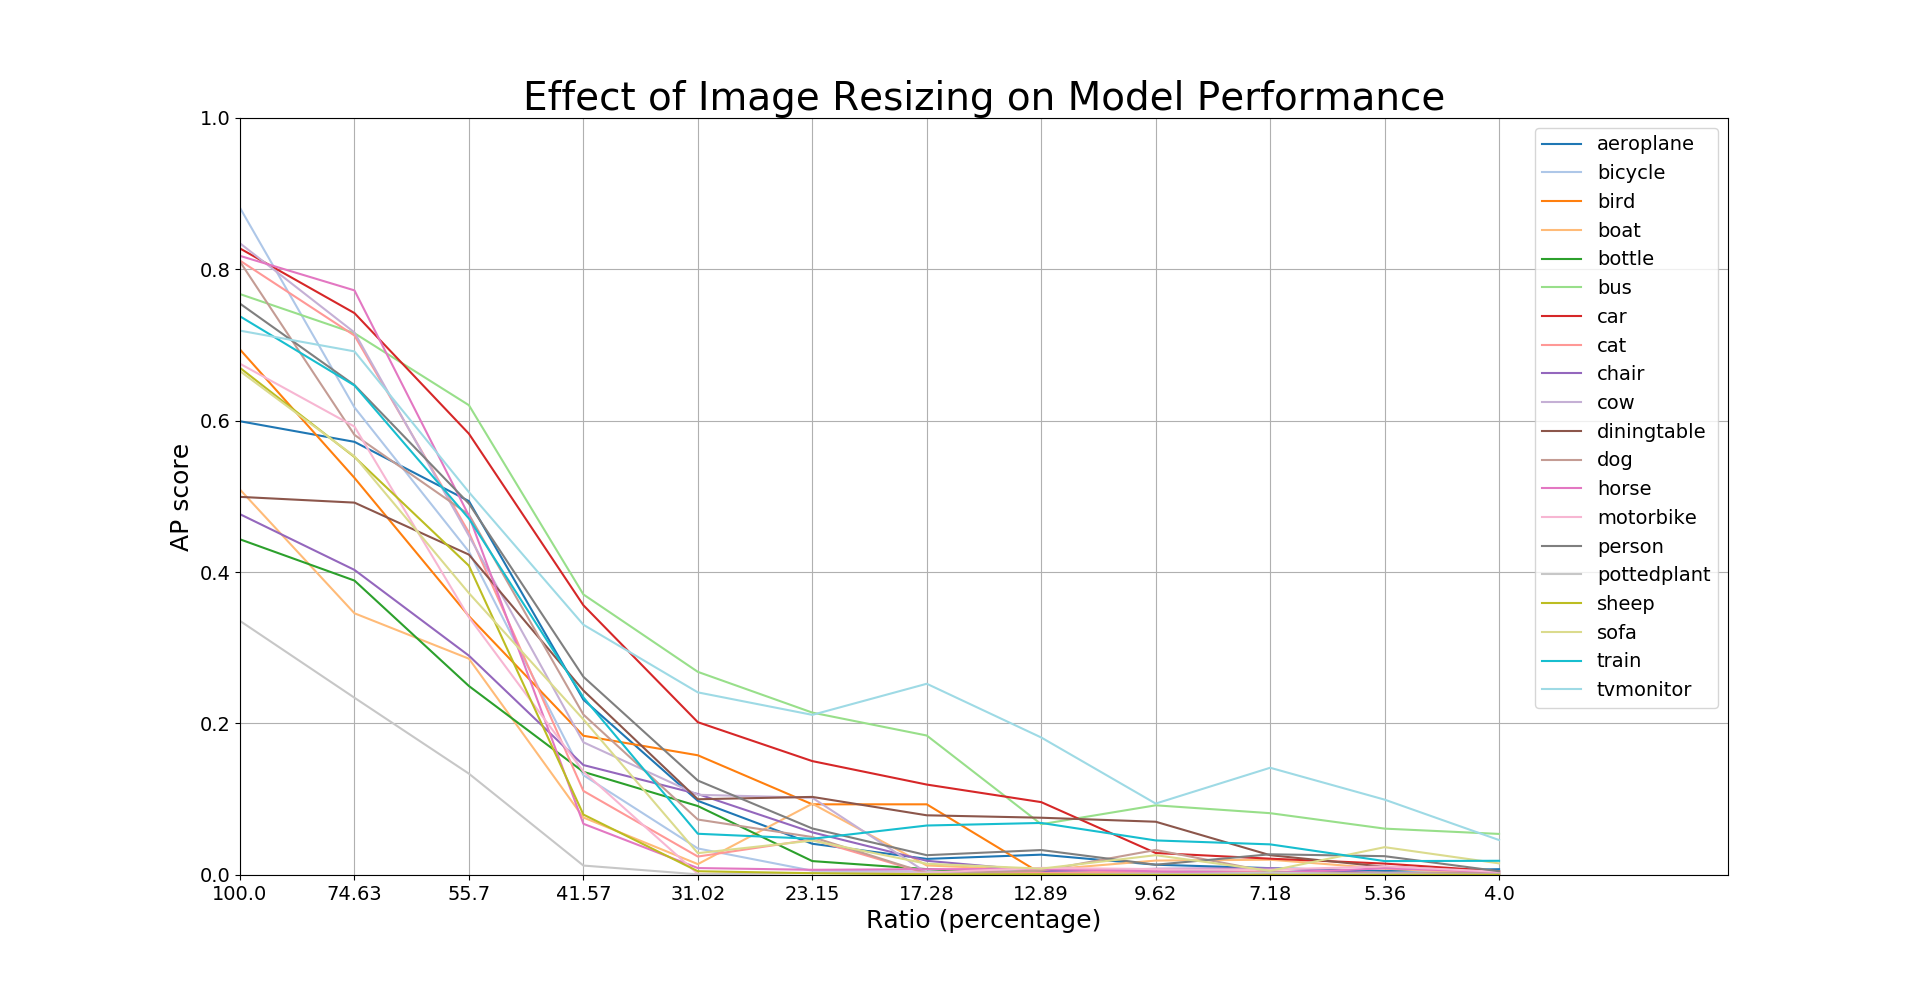 Effect of Image Resizing on Model Performance
1.0
0.8
0.6
0.4
0.2
0.0
AP score
100.0 74.63 55.7 41.57 31.02 23.15 17.28 12.89 9.62 7.18 5.36 4.0
Ratio (percentage)
aeroplane
bicycle
bird
boat
bottle
bus
car
cat
chair
cow
diningtable
dog
horse
motorbike
person
pottedplant
sheep
sofa
train
tvmonitor